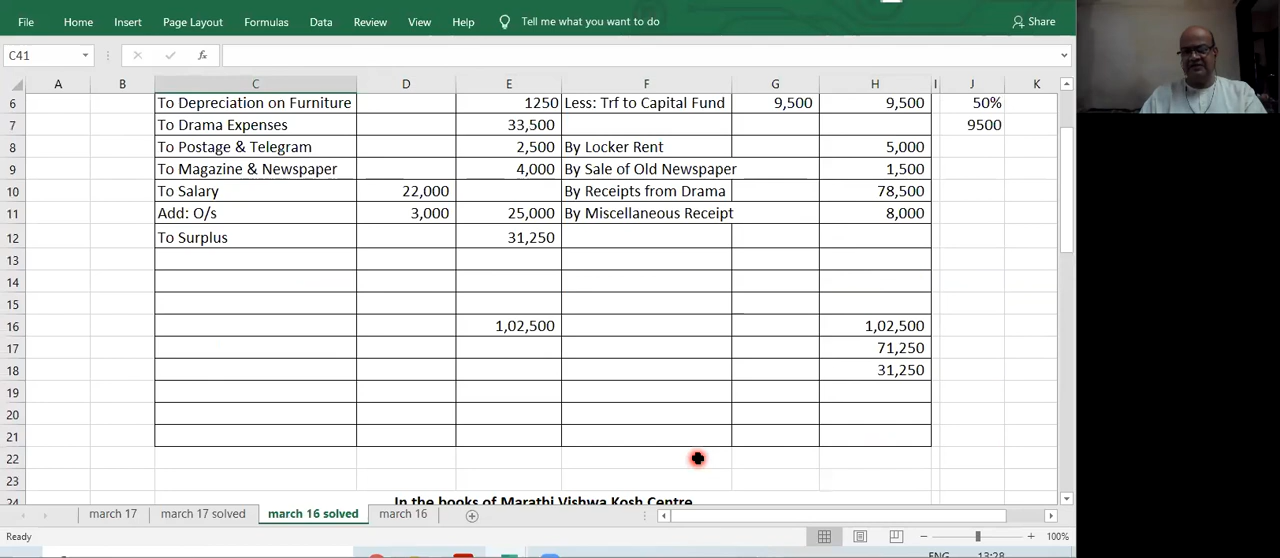 File Home Insert Page Layout Formulas Data Review View Help Tell me what you want to do Share
C41 fx
A B C D E F G H I J K
6 To Depreciation on Furniture 1250 Less: Trf to Capital Fund 9,500 9,500 50%
7 To Drama Expenses 33,500 9500
8 To Postage & Telegram 2,500 By Locker Rent 5,000
9 To Magazine & Newspaper 4,000 By Sale of Old Newspaper 1,500
10 To Salary 22,000 By Receipts from Drama 78,500
11 Add: O/s 3,000 25,000 By Miscellaneous Receipt 8,000
12 To Surplus 31,250
13
14
15
16 1,02,500 1,02,500
17 71,250
18 31,250
19
20
21
22
23
24 In the books of Marathi Vishwa Kosh Centre
march 17 march 17 solved march 16 solved march 16
Ready 100%
ENG 13:28